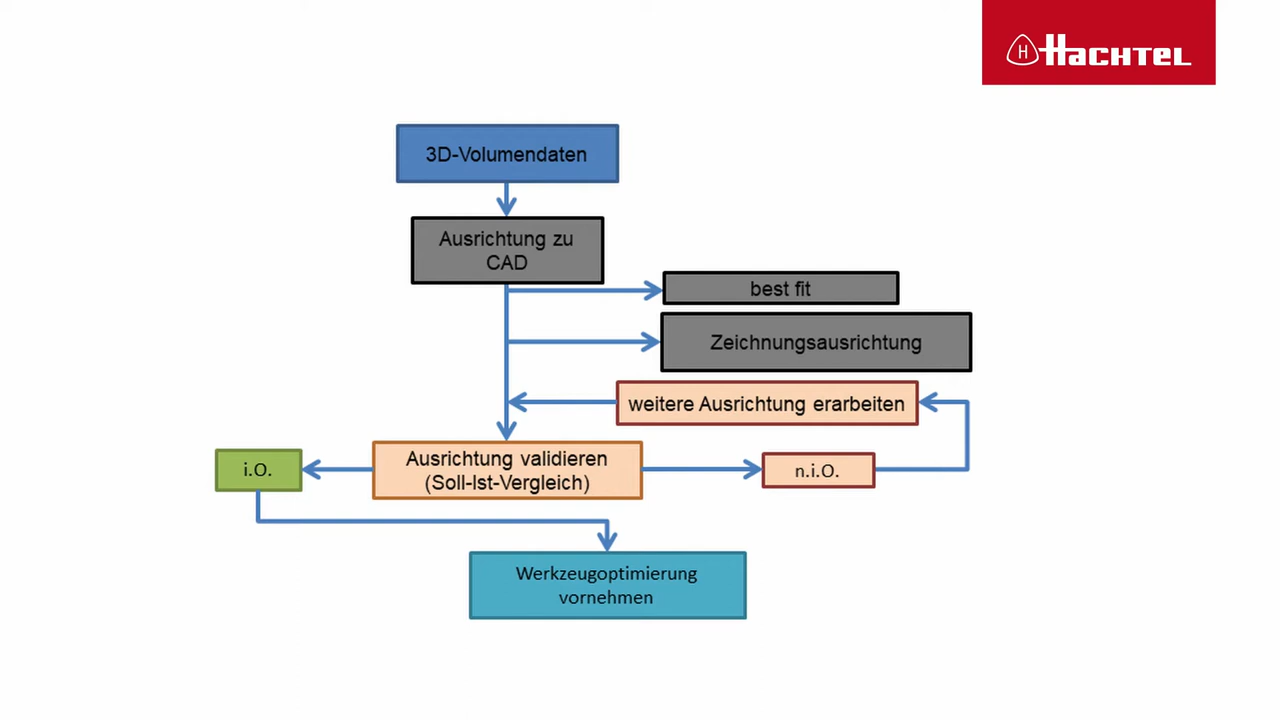 H HACHTEL
3D-Volumendaten
Ausrichtung zu
CAD
best fit
Zeichnungsausrichtung
weitere Ausrichtung erarbeiten
i.O.
Ausrichtung validieren
(Soll-Ist-Vergleich)
n.i.O.
Werkzeugoptimierung
vornehmen